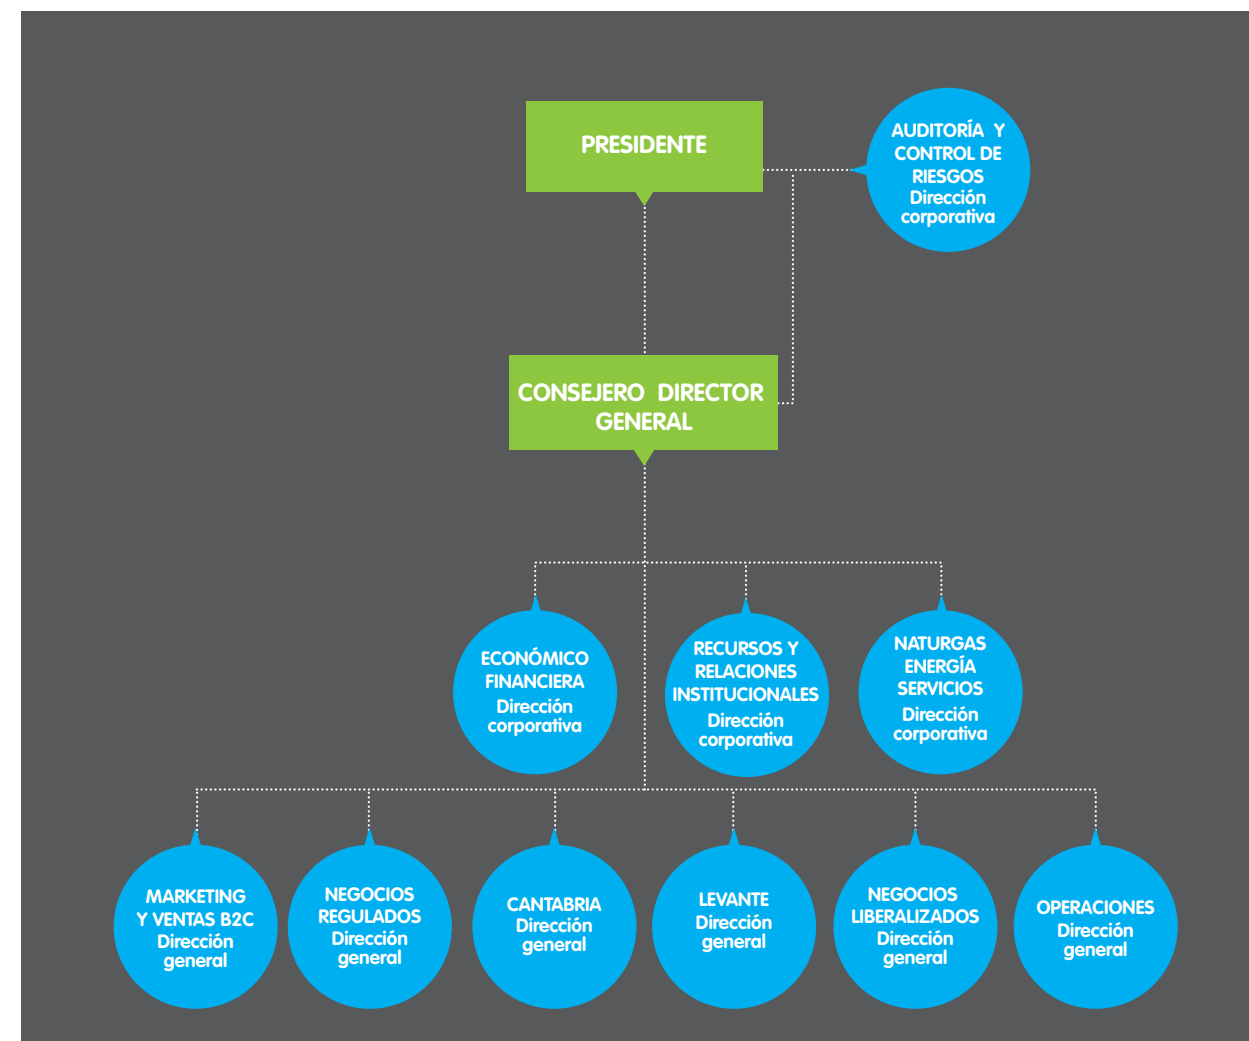 PRESIDENTE
AUDITORÍA Y
CONTROL DE
RIESGOS
Dirección
corporativa
CONSEJERO DIRECTOR
GENERAL
ECONÓMICO
FINANCIERA
Dirección
corporativa
RECURSOS Y
RELACIONES
INSTITUCIONALES
Dirección
corporativa
NATURGAS
ENERGÍA
SERVICIOS
Dirección
corporativa
MARKETING
Y VENTAS B2C
Dirección
general
NEGOCIOS
REGULADOS
Dirección
general
CANTABRIA
Dirección
general
LEVANTE
Dirección
general
NEGOCIOS
LIBERALIZADOS
Dirección
general
OPERACIONES
Dirección
general